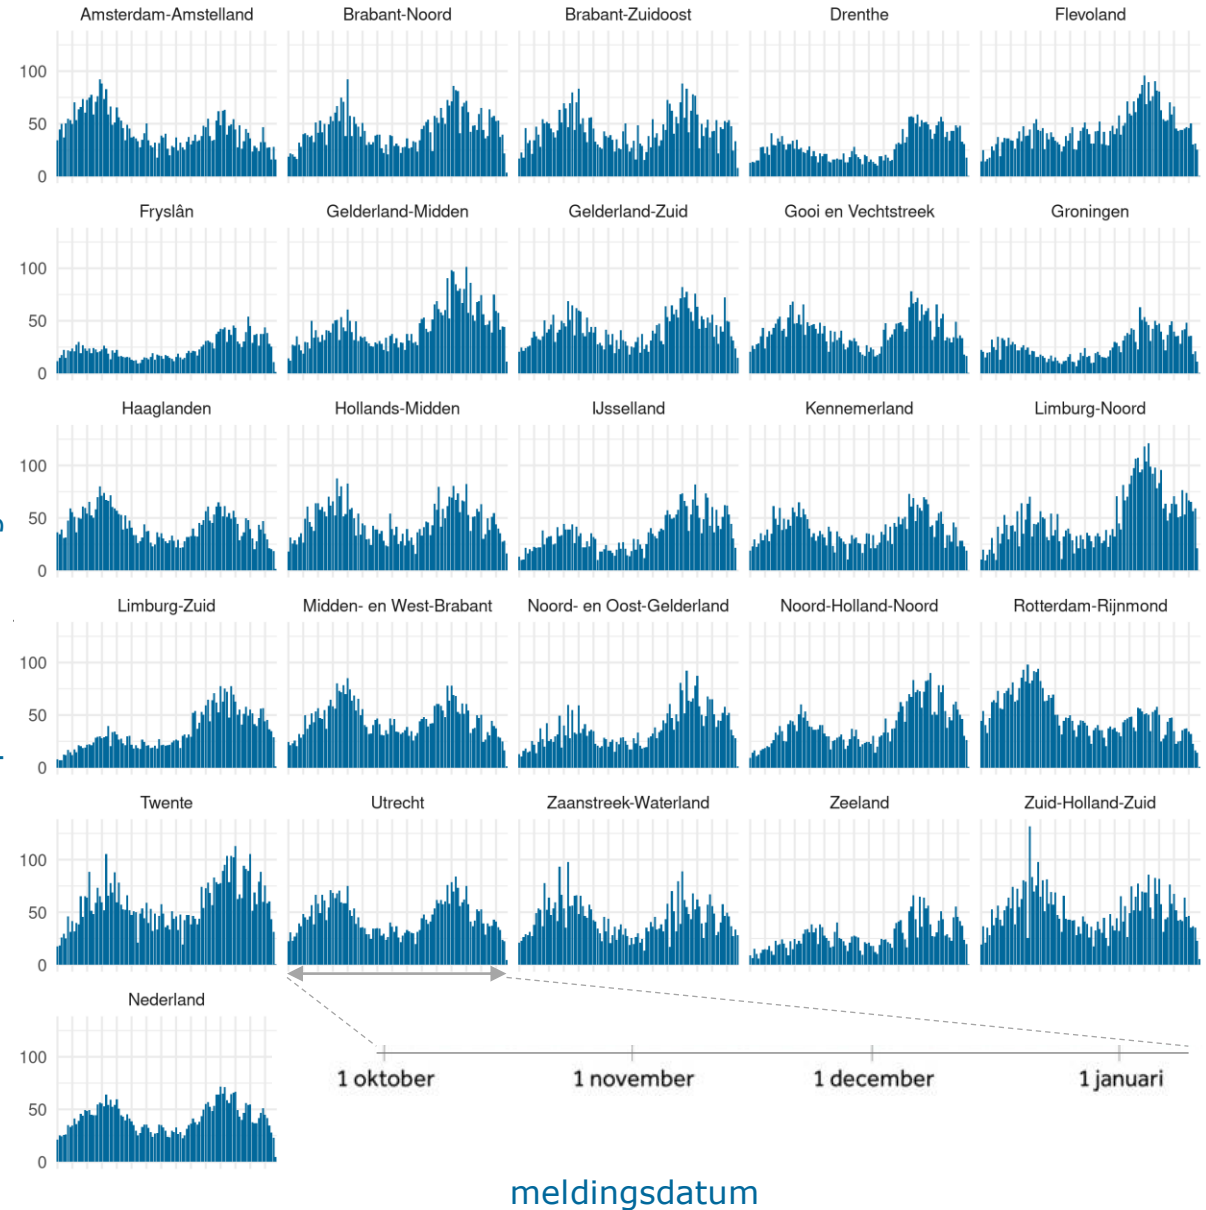 Amsterdam-Amstelland Brabant-Noord Brabant-Zuidoost Drenthe Flevoland
100
50
0
Fryslân Gelderland-Midden Gelderland-Zuid Gooi en Vechtstreek Groningen
100
50
0
Haaglanden Hollands-Midden IJsselland Kennemerland Limburg-Noord
100
50
0
Limburg-Zuid Midden- en West-Brabant Noord- en Oost-Gelderland Noord-Holland-Noord Rotterdam-Rijnmond
100
50
0
Twente Utrecht Zaanstreek-Waterland Zeeland Zuid-Holland-Zuid
100
50
0
Nederland
100
50
0
1 oktober 1 november 1 december 1 januari
meldingsdatum